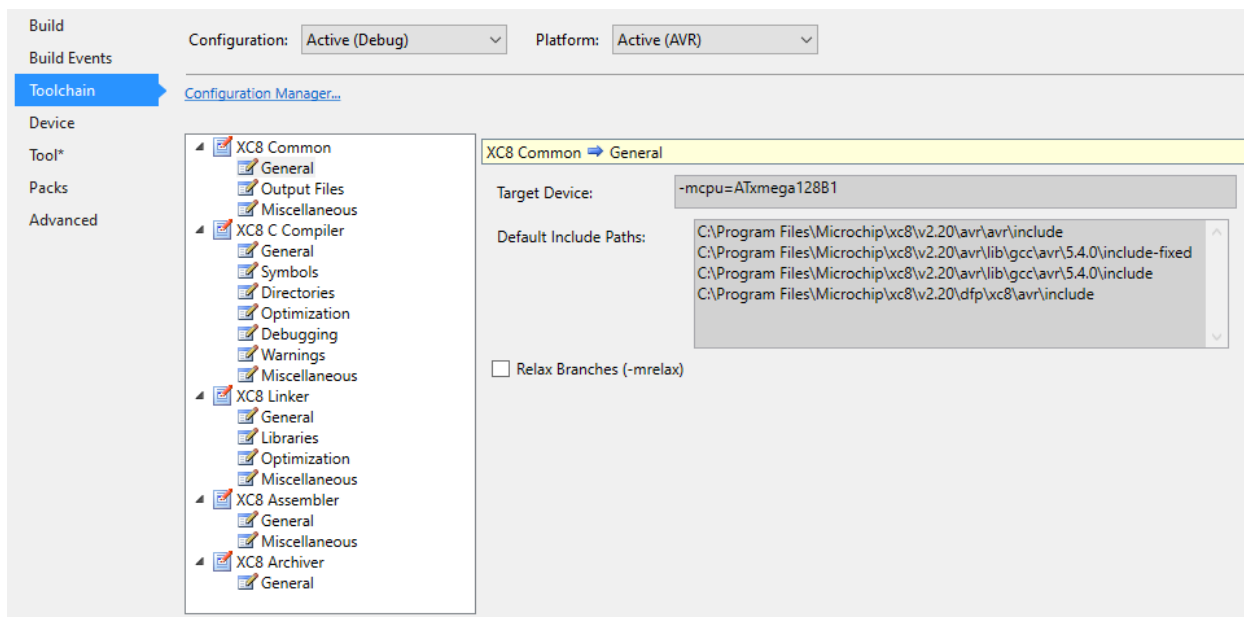 Build
Build Events
Toolchain
Device
Tool*
Packs
Advanced
Configuration: Active (Debug) Platform: Active (AVR)
Configuration Manager...
XC8 Common
General
Output Files
Miscellaneous
XC8 C Compiler
General
Symbols
Directories
Optimization
Debugging
Warnings
Miscellaneous
XC8 Linker
General
Libraries
Optimization
Miscellaneous
XC8 Assembler
General
Miscellaneous
XC8 Archiver
General
XC8 Common ⇒ General
Target Device: -mcpu=ATxmega128B1
Default Include Paths: C:\Program Files\Microchip\xc8\v2.20\avr\avr\include
C:\Program Files\Microchip\xc8\v2.20\avr\lib\gcc\avr\5.4.0\include-fixed
C:\Program Files\Microchip\xc8\v2.20\avr\lib\gcc\avr\5.4.0\include
C:\Program Files\Microchip\xc8\v2.20\dfp\xc8\avr\include
Relax Branches (-mrelax)